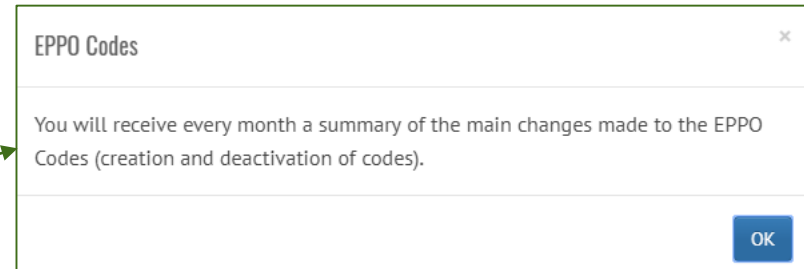 EPPO Codes
×
You will receive every month a summary of the main changes made to the EPPO
Codes (creation and deactivation of codes).
OK